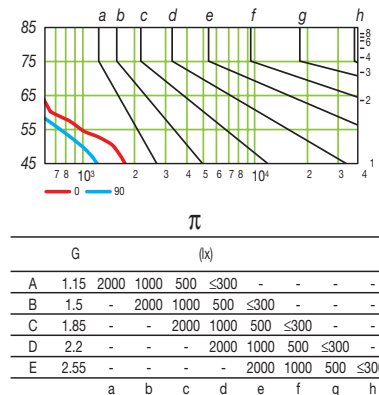 a b c d e f g h
85
75
65
55
45
8
6
5
4
3
2
1
7 8 10³ 2 3 4 5 6 7 8 10⁴ 2 3 4
0 90
π
G (lx)
A 1.15 2000 1000 500 ≤300 - - - -
B 1.5 - 2000 1000 500 ≤300 - - -
C 1.85 - - 2000 1000 500 ≤300 - -
D 2.2 - - - 2000 1000 500 ≤300 -
E 2.55 - - - - 2000 1000 500 ≤300
a b c d e f g h